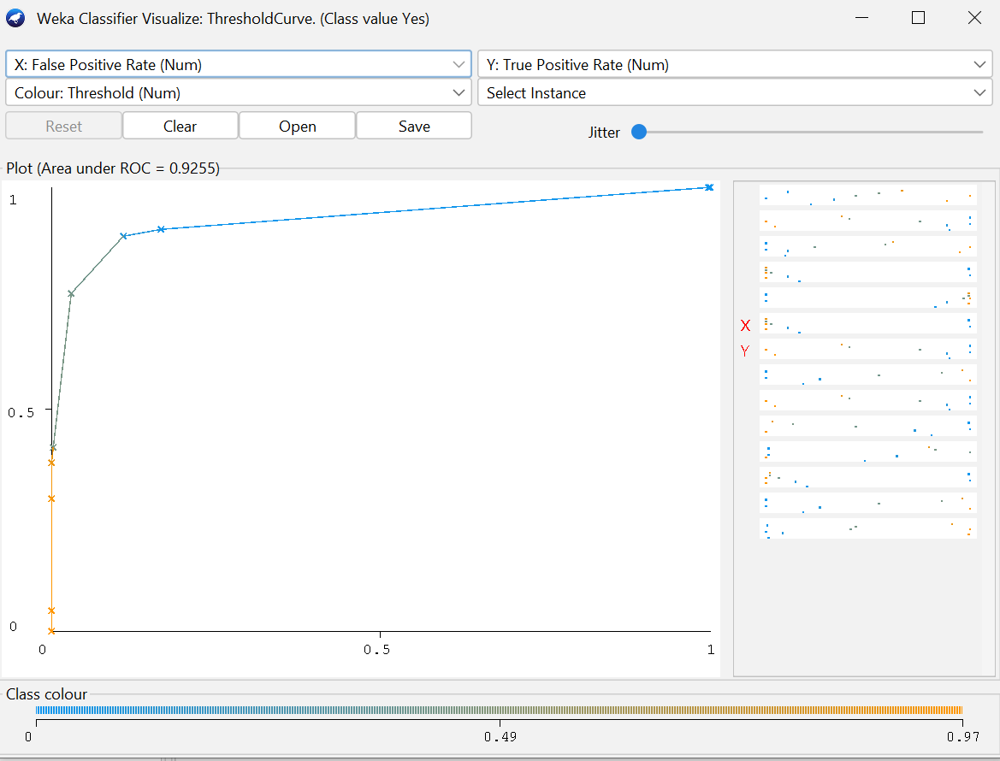 Weka Classifier Visualize: ThresholdCurve. (Class value Yes)
X: False Positive Rate (Num)
Y: True Positive Rate (Num)
Colour: Threshold (Num)
Select Instance
Reset
Clear
Open
Save
Jitter
Plot (Area under ROC = 0.9255)
1
0.5
0
0
0.5
1
X
Y
Class colour
0
0.49
0.97